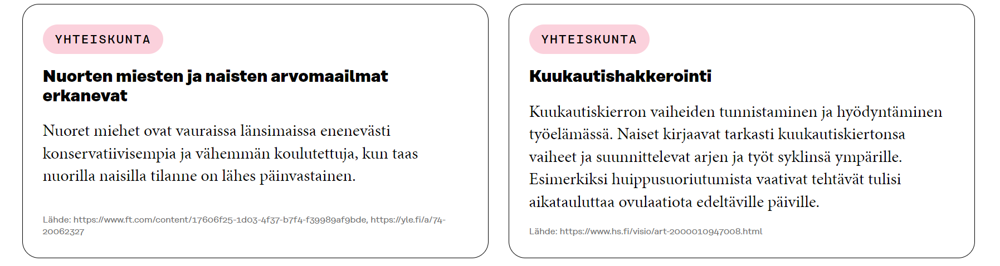 YHTEISKUNTA
Nuorten miesten ja naisten arvomaailmat
erkanevat
Nuoret miehet ovat vauraissa länsimaissa enenevästi
konservatiivisempia ja vähemmän koulutettuja, kun taas
nuorilla naisilla tilanne on lähes päinvastainen.
Lähde: https://www.ft.com/content/17606f25-1d03-4f37-b7f4-f39989af9bde, https://yle.fi/a/74-
20062327
YHTEISKUNTA
Kuukautishakkerointi
Kuukautiskierron vaiheiden tunnistaminen ja hyödyntäminen
työelämässä. Naiset kirjaavat tarkasti kuukautiskiertonsa
vaiheet ja suunnittelevat arjen ja työt syklinsä ympärille.
Esimerkiksi huippusuoriutumista vaativat tehtävät tulisi
aikatauluttaa ovulaatiota edeltäville päiville.
Lähde: https://www.hs.fi/visio/art-2000010947008.html